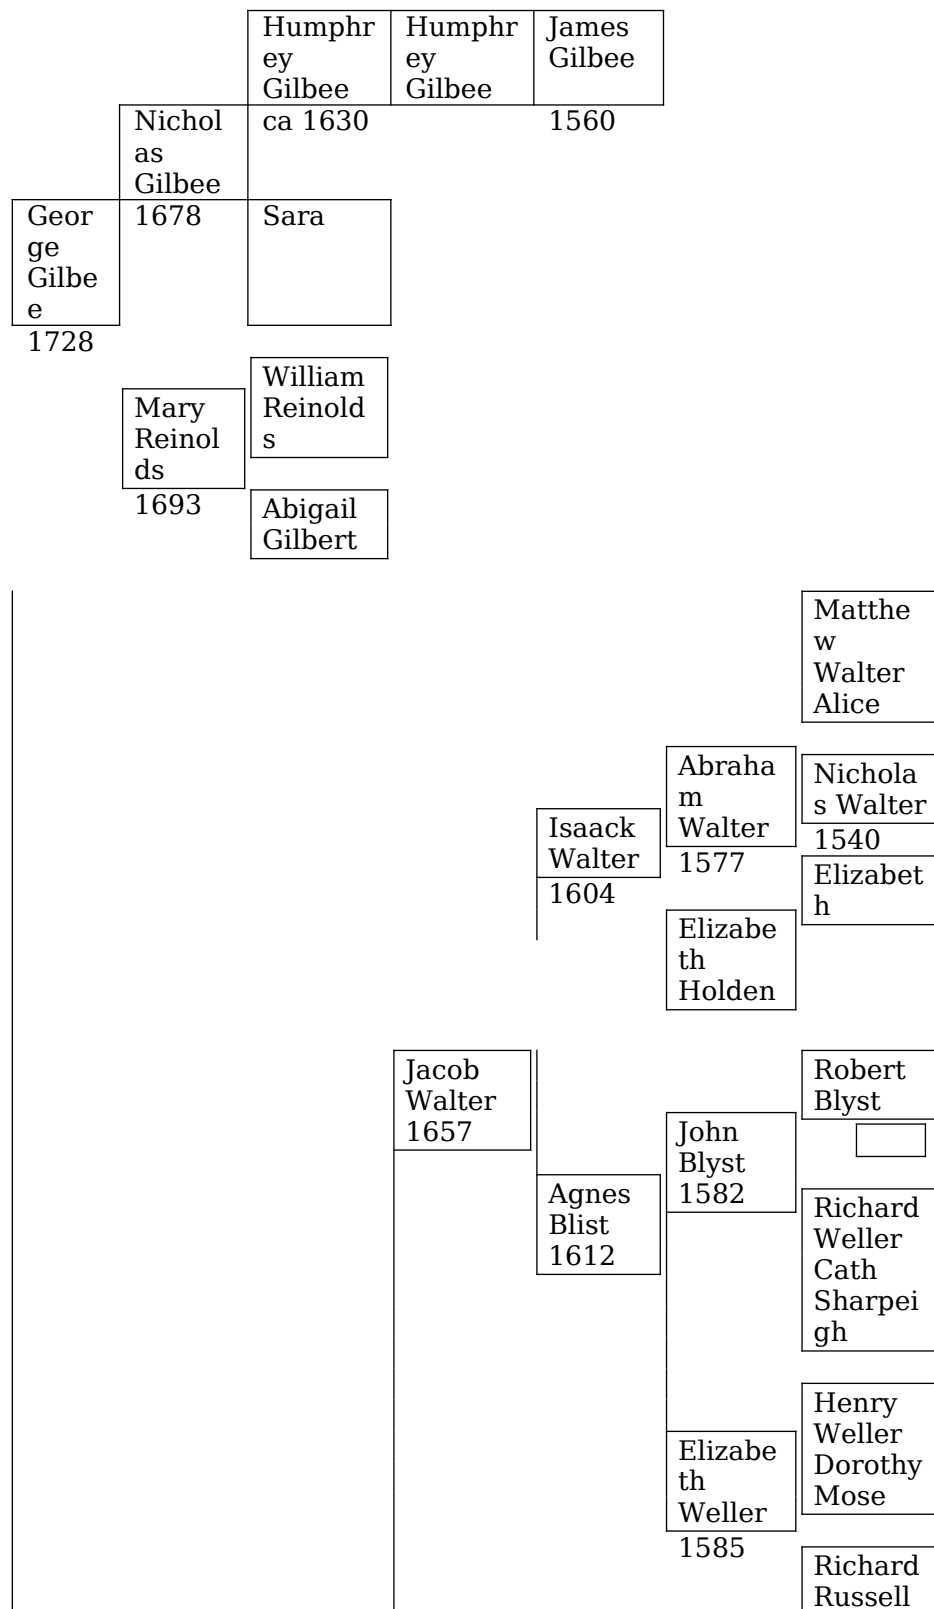 Humphr
ey
Gilbee
Humphr
ey
Gilbee
James
Gilbee
Nichol
as
Gilbee
ca 1630
1560
Geor
ge
Gilbe
e
1678
Sara
1728
William
Reinold
s
Mary
Reinol
ds
1693
Abigail
Gilbert
Matthe
w
Walter
Alice
Abraha
m
Walter
Nichola
s Walter
Isaack
Walter
1540
1577
Elizabet
h
1604
Elizabe
th
Holden
Jacob
Walter
1657
Robert
Blyst
John
Blyst
1582
Agnes
Blist
1612
Richard
Weller
Cath
Sharpei
gh
Henry
Weller
Dorothy
Mose
Elizabe
th
Weller
1585
Richard
Russell